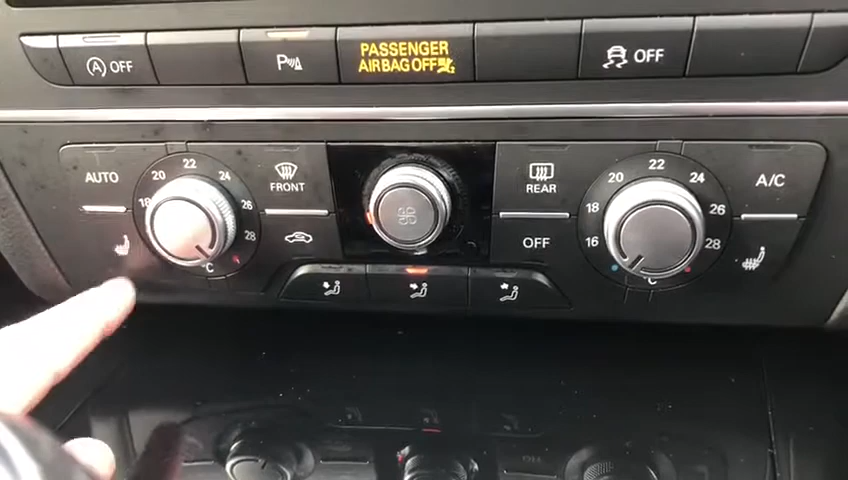 A OFF
PASSENGER
AIRBAG OFF
OFF
AUTO
18 20 22 24 26 28
C
FRONT
REAR
OFF
16 18 20 22 24 26 28
C
A/C